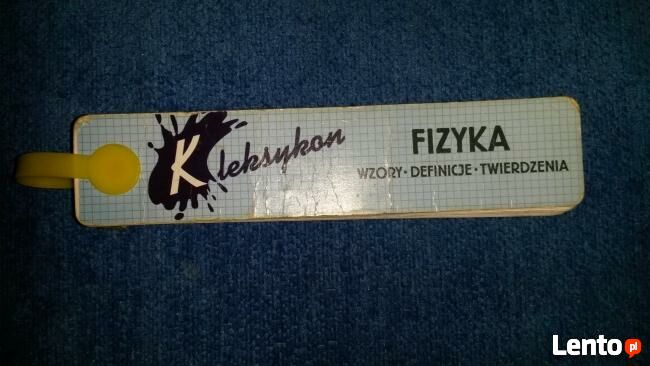 Kleksykon
FIZYKA
WZORY · DEFINICJE · TWIERDZENIA
Lento.pl